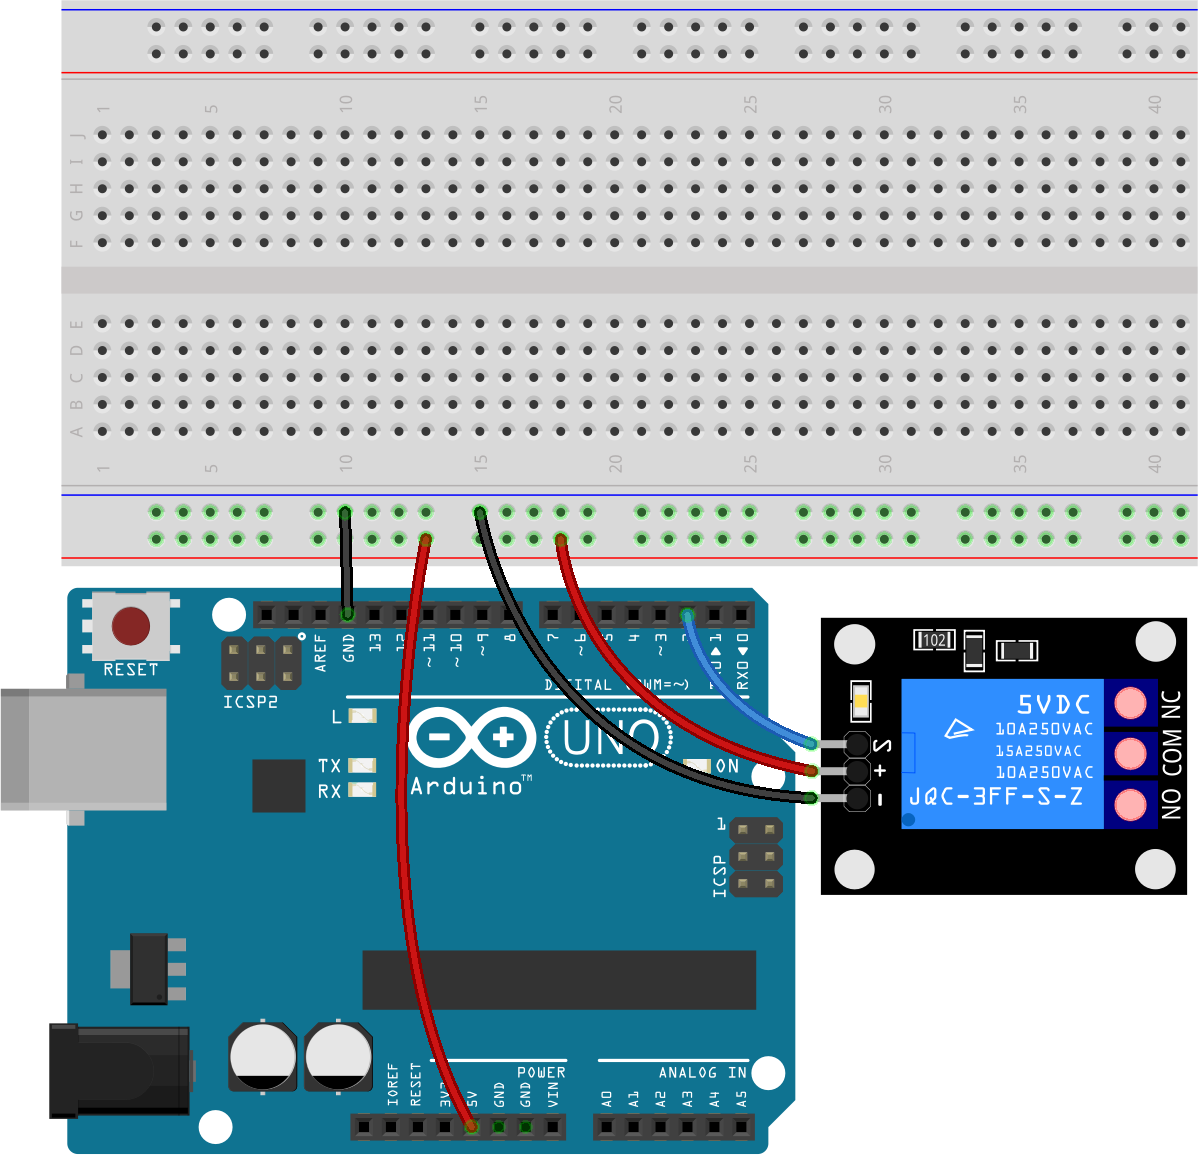 1 5 10 15 20 25 30 35 40
J
I
H
G
F
E
D
C
B
A
1 5 10 15 20 25 30 35 40
RESET
ICSP2
AREF GND 13 12 ~11 ~10 ~9 8 7 ~6 5 4 ~3 2 1 RX0 0
DIGITAL (PWM=~)
L
TX
RX
UNO
Arduino™
ON
1
ICSP
IOREF RESET 3V3 5V GND GND VIN
POWER
A0 A1 A2 A3 A4 A5
ANALOG IN
102
5VDC
10A250VAC
15A250VAC
10A250VAC
JQC-3FF-S-Z
S
+
-
NO COM NC